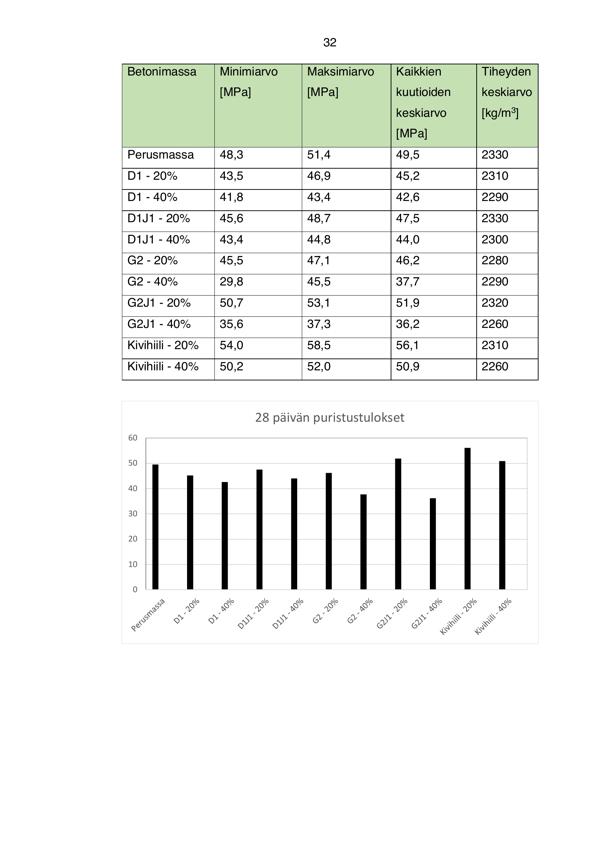 32
Betonimassa Minimiarvo [MPa] Maksimiarvo [MPa] Kaikkien kuutioiden keskiarvo [MPa] Tiheyden keskiarvo [kg/m³]
Perusmassa 48,3 51,4 49,5 2330
D1 - 20% 43,5 46,9 45,2 2310
D1 - 40% 41,8 43,4 42,6 2290
D1J1 - 20% 45,6 48,7 47,5 2330
D1J1 - 40% 43,4 44,8 44,0 2300
G2 - 20% 45,5 47,1 46,2 2280
G2 - 40% 29,8 45,5 37,7 2290
G2J1 - 20% 50,7 53,1 51,9 2320
G2J1 - 40% 35,6 37,3 36,2 2260
Kivihiili - 20% 54,0 58,5 56,1 2310
Kivihiili - 40% 50,2 52,0 50,9 2260
28 päivän puristustulokset
60
50
40
30
20
10
0
Perusmassa
D1 - 20%
D1 - 40%
D1J1 - 20%
D1J1 - 40%
G2 - 20%
G2 - 40%
G2J1 - 20%
G2J1 - 40%
Kivihiili - 20%
Kivihiili - 40%